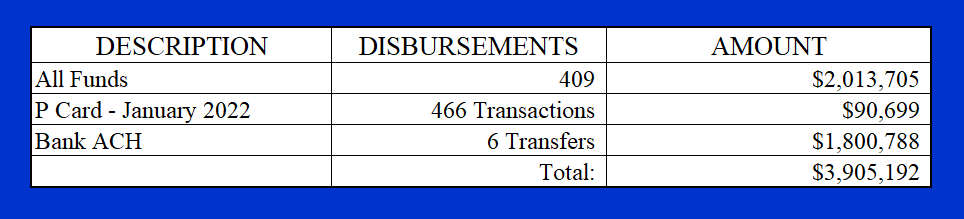 DESCRIPTION DISBURSEMENTS AMOUNT
All Funds 409 $2,013,705
P Card - January 2022 466 Transactions $90,699
Bank ACH 6 Transfers $1,800,788
Total: $3,905,192